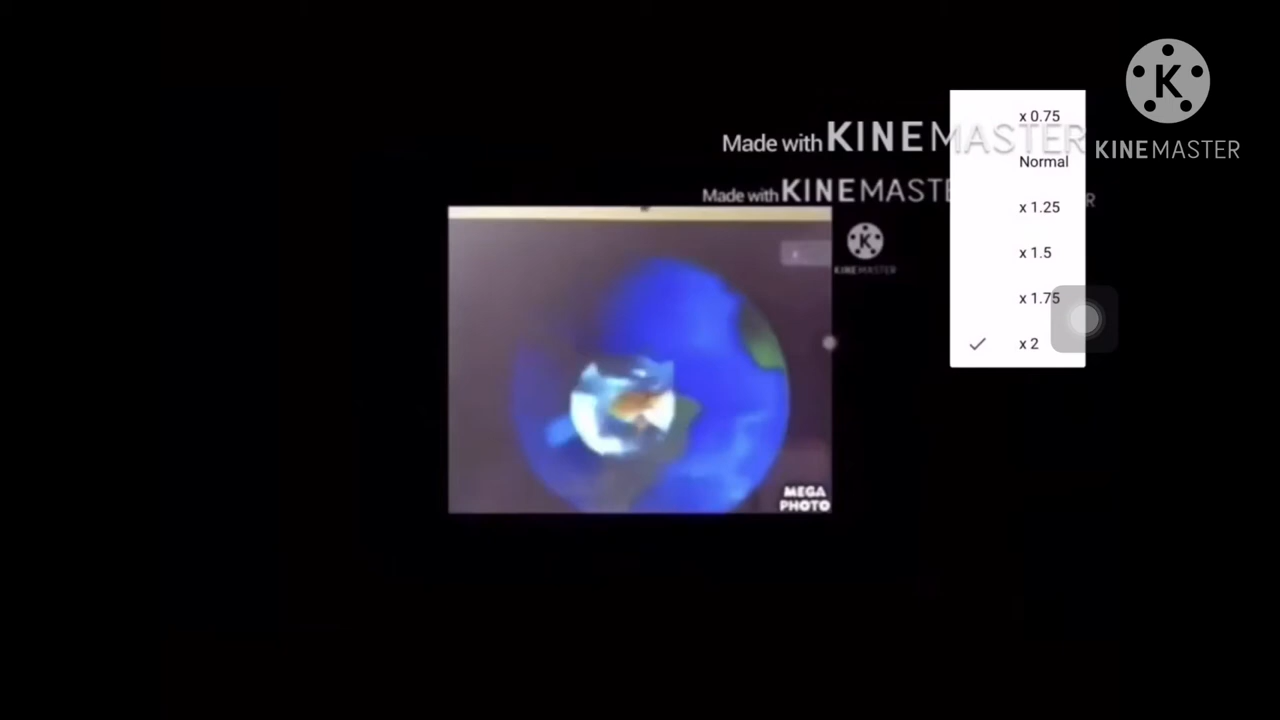 x 0.75
Made with KINEMASTER
KINEMASTER
Normal
Made with KINEMASTE
R
x 1.25
K
KINEMASTER
x 1.5
x 1.75
x 2
MEGA
PHOTO